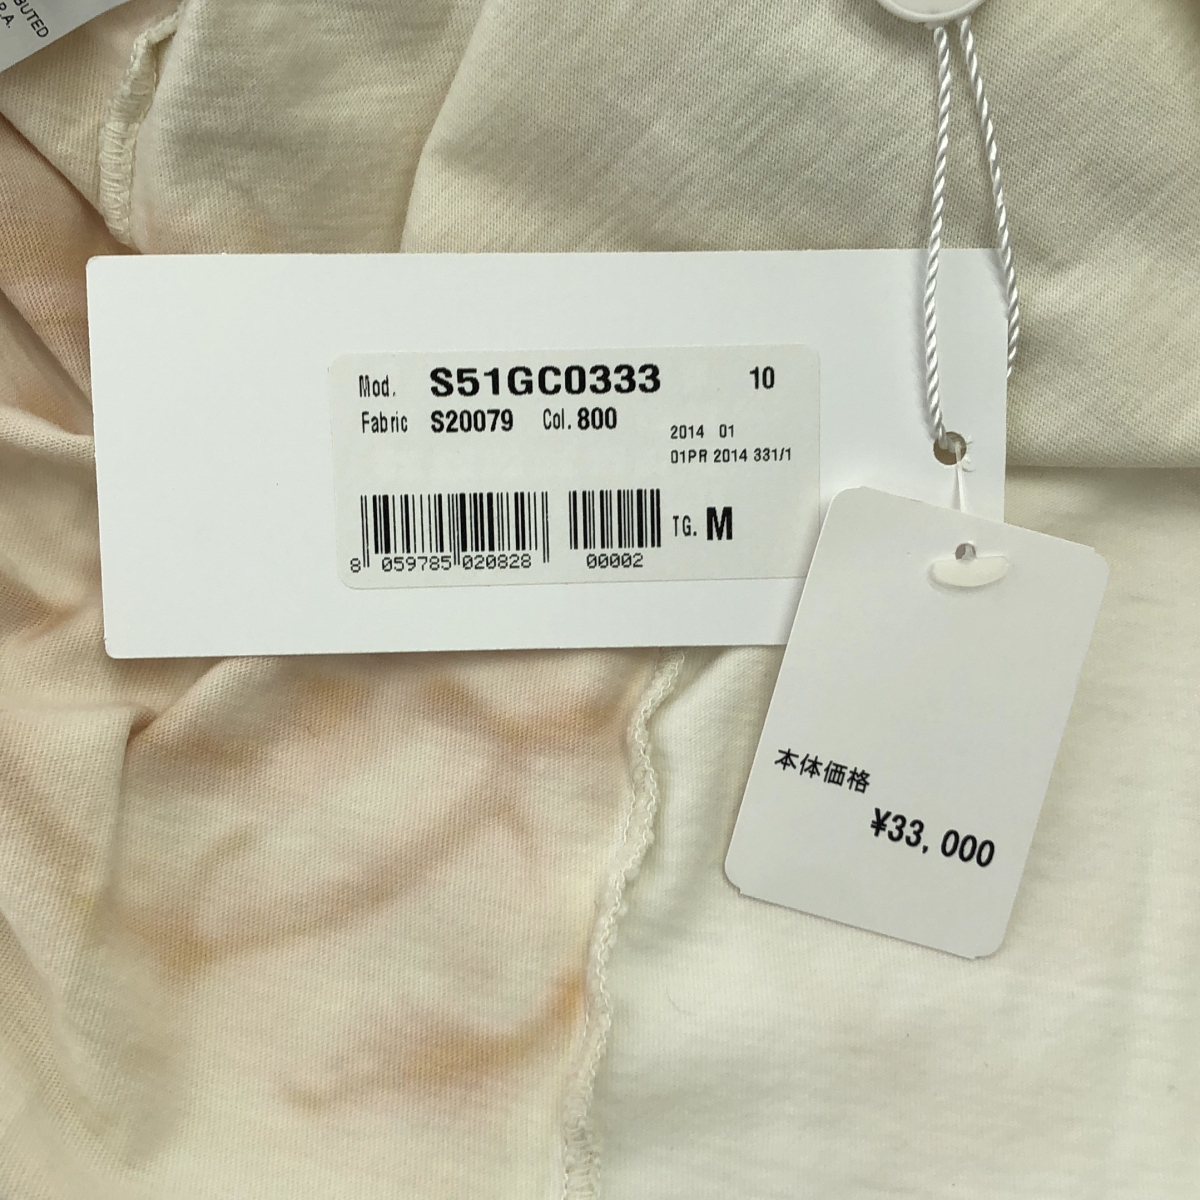 BUTED
P.A.
Mod. S51GC0333 10
Fabric S20079 Col. 800
2014 01
01PR 2014 331/1
TG. M
8 059785 020828 00002
本体価格
¥33,000